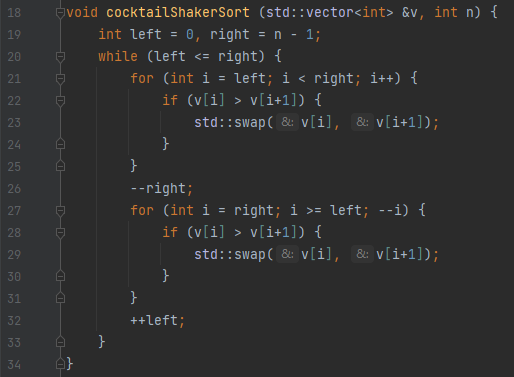 18 void cocktailShakerSort (std::vector<int> &v, int n) {
19     int left = 0, right = n - 1;
20     while (left <= right) {
21         for (int i = left; i < right; i++) {
22             if (v[i] > v[i+1]) {
23                 std::swap( &: v[i], &: v[i+1]);
24             }
25         }
26         --right;
27         for (int i = right; i >= left; --i) {
28             if (v[i] > v[i+1]) {
29                 std::swap( &: v[i], &: v[i+1]);
30             }
31         }
32         ++left;
33     }
34 }